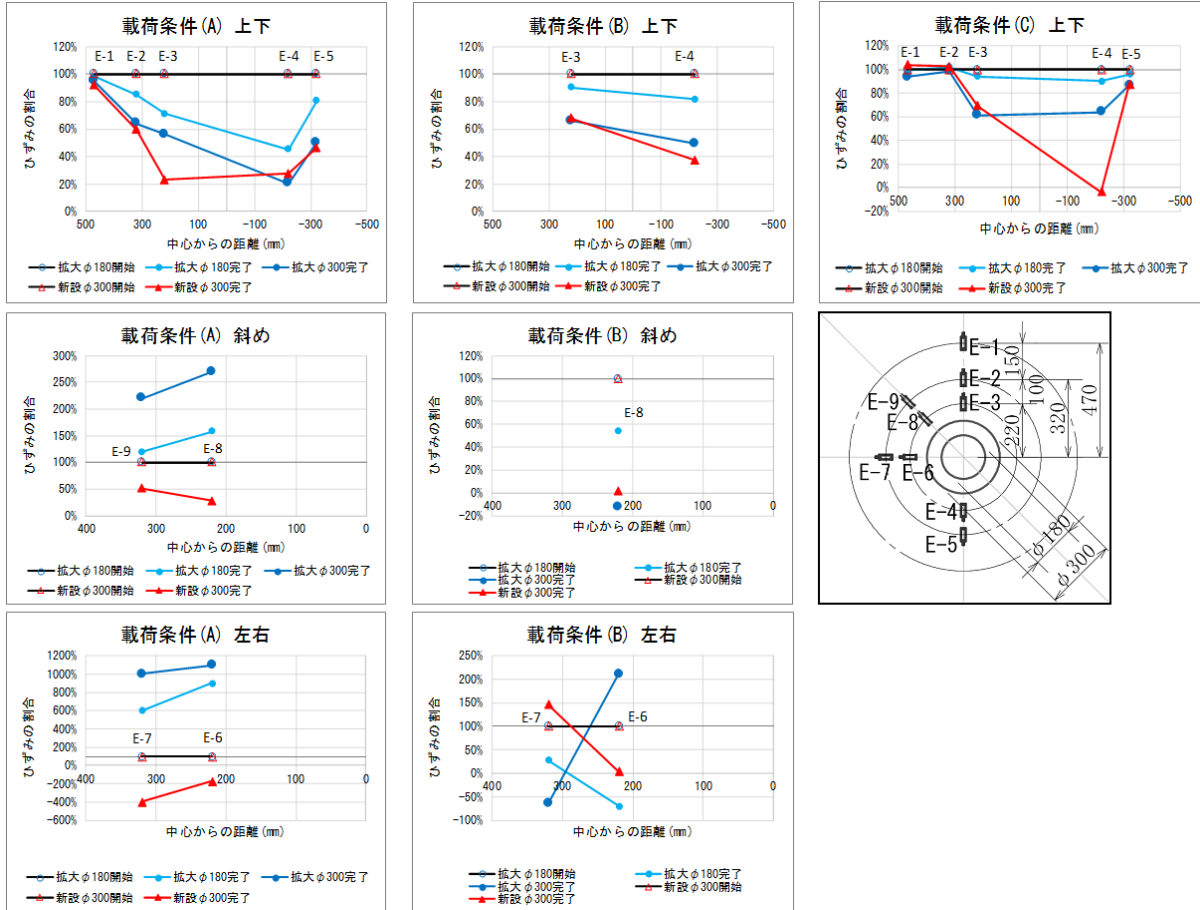 載荷条件(A) 上下
120%
100%
80%
60%
40%
20%
0%
E-1 E-2 E-3 E-4 E-5
500 300 100 -100 -300 -500
ひずみの割合
中心からの距離(mm)
拡大φ180開始 拡大φ180完了 拡大φ300完了
新設φ300開始 新設φ300完了
載荷条件(B) 上下
120%
100%
80%
60%
40%
20%
0%
E-3 E-4
500 300 100 -100 -300 -500
ひずみの割合
中心からの距離(mm)
拡大φ180開始 拡大φ180完了 拡大φ300完了
新設φ300開始 新設φ300完了
載荷条件(C) 上下
120%
100%
80%
60%
40%
20%
0%
-20%
E-1 E-2 E-3 E-4 E-5
500 300 100 -100 -300 -500
ひずみの割合
中心からの距離(mm)
拡大φ180開始 拡大φ180完了 拡大φ300完了
新設φ300開始 新設φ300完了
載荷条件(A) 斜め
300%
250%
200%
150%
100%
50%
0%
E-9 E-8
400 300 200 100 0
ひずみの割合
中心からの距離(mm)
拡大φ180開始 拡大φ180完了 拡大φ300完了
新設φ300開始 新設φ300完了
載荷条件(B) 斜め
120%
100%
80%
60%
40%
20%
0%
-20%
E-8
400 300 200 100 0
ひずみの割合
中心からの距離(mm)
拡大φ180開始 拡大φ180完了
拡大φ300完了 新設φ300開始
新設φ300完了
E-1
E-2
E-3
E-9
E-8
E-7 E-6
E-4
E-5
150
100
220
320
470
φ180
φ300
載荷条件(A) 左右
1200%
1000%
800%
600%
400%
200%
0%
-200%
-400%
-600%
E-7 E-6
400 300 200 100 0
ひずみの割合
中心からの距離(mm)
拡大φ180開始 拡大φ180完了 拡大φ300完了
新設φ300開始 新設φ300完了
載荷条件(B) 左右
250%
200%
150%
100%
50%
0%
-50%
-100%
E-7 E-6
400 300 200 100 0
ひずみの割合
中心からの距離(mm)
拡大φ180開始 拡大φ180完了
拡大φ300完了 新設φ300開始
新設φ300完了